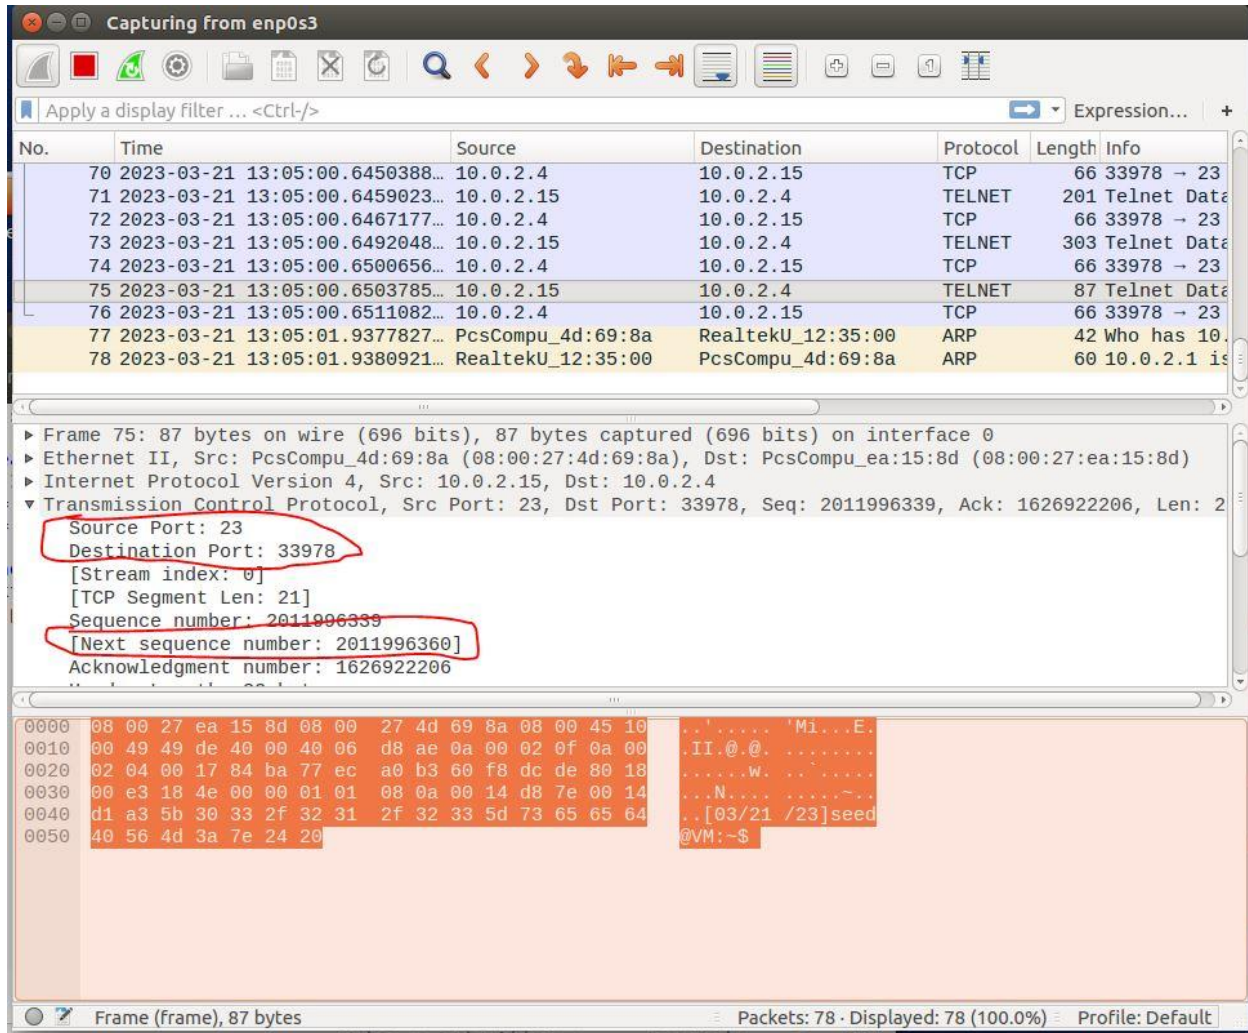 Capturing from enp0s3
Apply a display filter … <Ctrl-/> Expression… +
No. Time Source Destination Protocol Length Info
70 2023-03-21 13:05:00.6450388… 10.0.2.4 10.0.2.15 TCP 66 33978 → 23
71 2023-03-21 13:05:00.6459023… 10.0.2.15 10.0.2.4 TELNET 201 Telnet Data
72 2023-03-21 13:05:00.6467177… 10.0.2.4 10.0.2.15 TCP 66 33978 → 23
73 2023-03-21 13:05:00.6492048… 10.0.2.15 10.0.2.4 TELNET 303 Telnet Data
74 2023-03-21 13:05:00.6500656… 10.0.2.4 10.0.2.15 TCP 66 33978 → 23
75 2023-03-21 13:05:00.6503785… 10.0.2.15 10.0.2.4 TELNET 87 Telnet Data
76 2023-03-21 13:05:00.6511082… 10.0.2.4 10.0.2.15 TCP 66 33978 → 23
77 2023-03-21 13:05:01.9377827… PcsCompu_4d:69:8a RealtekU_12:35:00 ARP 42 Who has 10.
78 2023-03-21 13:05:01.9380921… RealtekU_12:35:00 PcsCompu_4d:69:8a ARP 60 10.0.2.1 is
Frame 75: 87 bytes on wire (696 bits), 87 bytes captured (696 bits) on interface 0
Ethernet II, Src: PcsCompu_4d:69:8a (08:00:27:4d:69:8a), Dst: PcsCompu_ea:15:8d (08:00:27:ea:15:8d)
Internet Protocol Version 4, Src: 10.0.2.15, Dst: 10.0.2.4
Transmission Control Protocol, Src Port: 23, Dst Port: 33978, Seq: 2011996339, Ack: 1626922206, Len: 2
Source Port: 23
Destination Port: 33978
[Stream index: 0]
[TCP Segment Len: 21]
Sequence number: 2011996339
[Next sequence number: 2011996360]
Acknowledgment number: 1626922206
0000 08 00 27 ea 15 8d 08 00 27 4d 69 8a 08 00 45 10 ..'..... 'Mi...E.
0010 00 49 49 de 40 00 40 06 d8 ae 0a 00 02 0f 0a 00 .II.@.@. ........
0020 02 04 00 17 84 ba 77 ec a0 b3 60 f8 dc de 80 18 ......w. ..`.....
0030 00 e3 18 4e 00 00 01 01 08 0a 00 14 d8 7e 00 14 ...N.... .....~..
0040 d1 a3 5b 30 33 2f 32 31 2f 32 33 5d 73 65 65 64 ..[03/21 /23]seed
0050 40 56 4d 3a 7e 24 20 @VM:~$
Frame (frame), 87 bytes Packets: 78 · Displayed: 78 (100.0%) Profile: Default